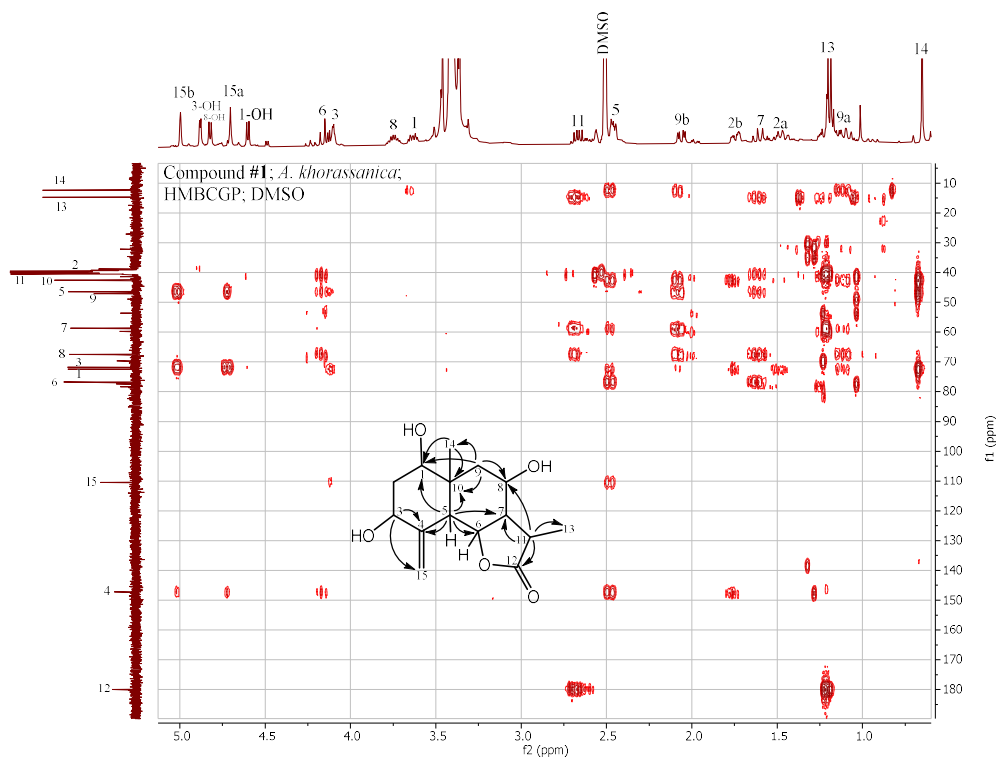 DMSO
13
14
15b
3-OH
8-OH
15a
1-OH
6
3
8
1
11
5
9b
2b
7
2a
9a
Compound #1; A. khorassanica;
HMBCGP; DMSO
14
13
2
11
10
5
9
7
8
3
1
6
15
4
12
10
20
30
40
50
60
70
80
90
100
110
120
130
140
150
160
170
180
f1 (ppm)
HO
14
1
9
OH
10
8
3
4
5
6
7
HO
H
H
11
13
15
O
12
O
5.0 4.5 4.0 3.5 3.0 2.5 2.0 1.5 1.0
f2 (ppm)